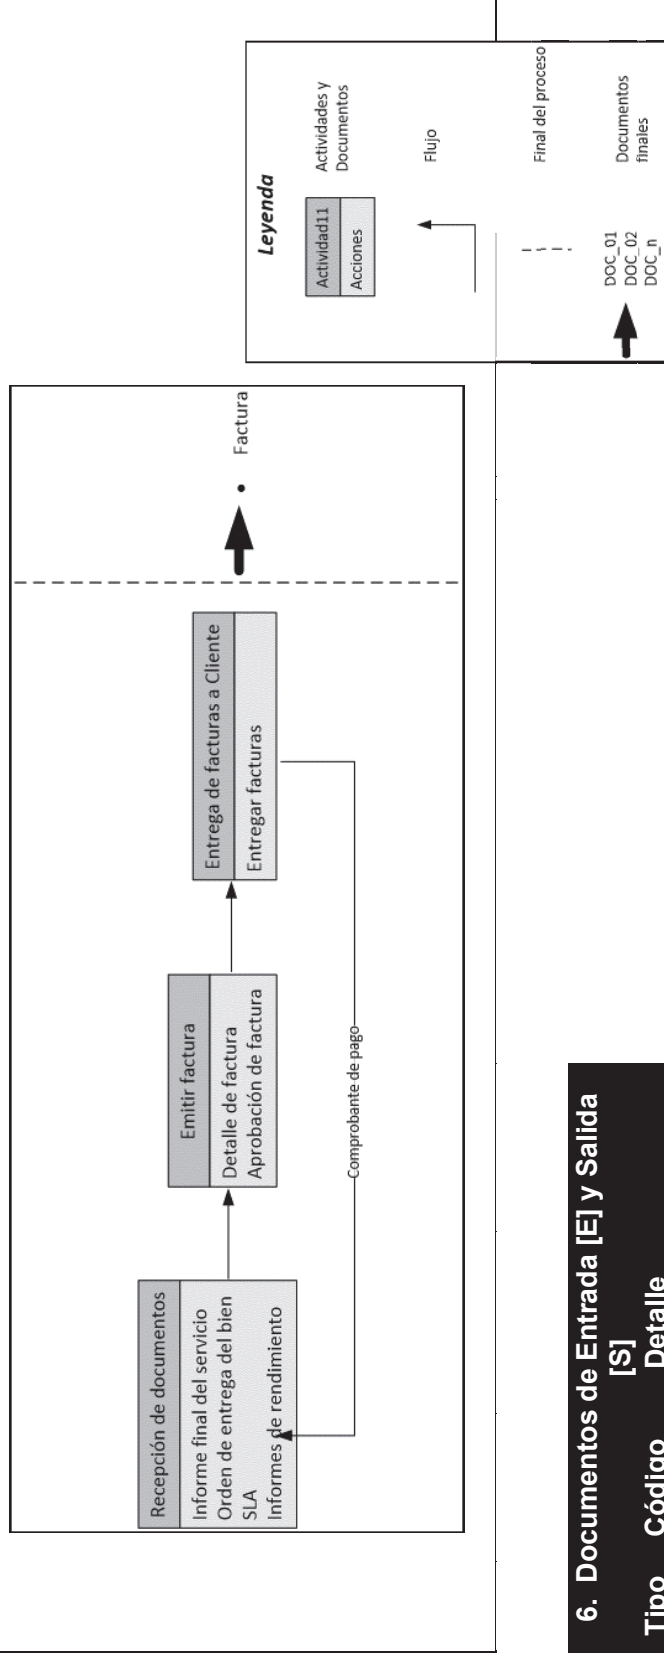 Recepción de documentos
Informe final del servicio
Orden de entrega del bien
SLA
Informes de rendimiento
Emitir factura
Detalle de factura
Aprobación de factura
Entrega de facturas a Cliente
Entregar facturas
Comprobante de pago
• Factura
Leyenda
Actividad11
Acciones
Actividades y
Documentos
Flujo
Final del proceso
DOC_01
DOC_02
DOC_n
Documentos
finales
6. Documentos de Entrada [E] y Salida
[S]
Tipo Código Detalle